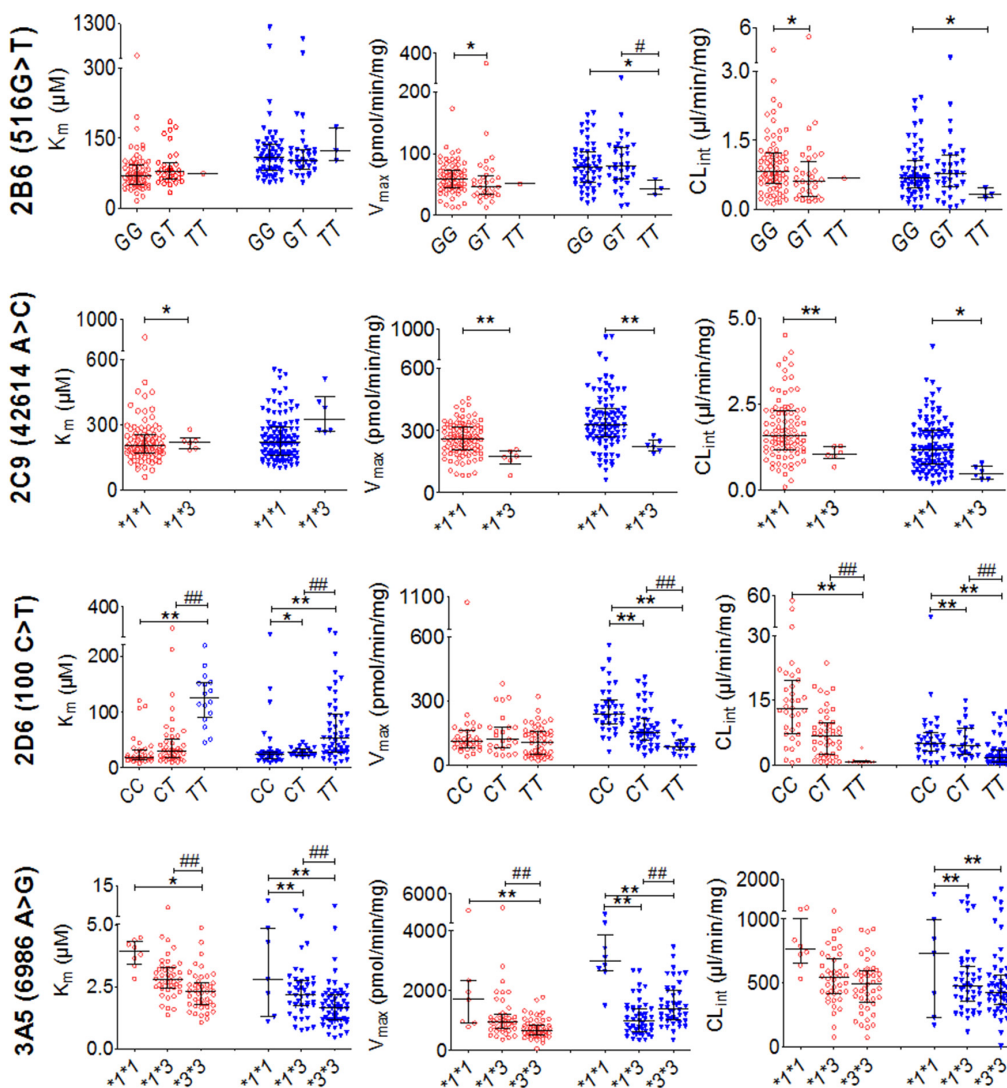 2B6 (516G>T)
Km (µM)
1300
300
150
0
GG GT TT GG GT TT
Vmax (pmol/min/mg)
400
200
100
0
* # *
GG GT TT GG GT TT
CLint (µl/min/mg)
6
3.0
1.5
0.0
* *
GG GT TT GG GT TT
2C9 (42614 A>C)
Km (µM)
1000
600
300
0
*
*1*1 *1*3 *1*1 *1*3
Vmax (pmol/min/mg)
1000
600
300
0
** **
*1*1 *1*3 *1*1 *1*3
CLint (µl/min/mg)
5.0
2.5
0.0
** *
*1*1 *1*3 *1*1 *1*3
2D6 (100 C>T)
Km (µM)
400
200
100
0
## ** ## ** *
CC CT TT CC CT TT
Vmax (pmol/min/mg)
1100
600
300
0
## ** **
CC CT TT CC CT TT
CLint (µl/min/mg)
60
30
15
0
## ** ## ** **
CC CT TT CC CT TT
3A5 (6986 A>G)
Km (µM)
15
5.0
2.5
0.0
## * ## ** **
*1*1 *1*3 *3*3 *1*1 *1*3 *3*3
Vmax (pmol/min/mg)
6000
4000
2000
0
## ** ** ## **
*1*1 *1*3 *3*3 *1*1 *1*3 *3*3
CLint (µl/min/mg)
2000
1000
500
0
** **
*1*1 *1*3 *3*3 *1*1 *1*3 *3*3